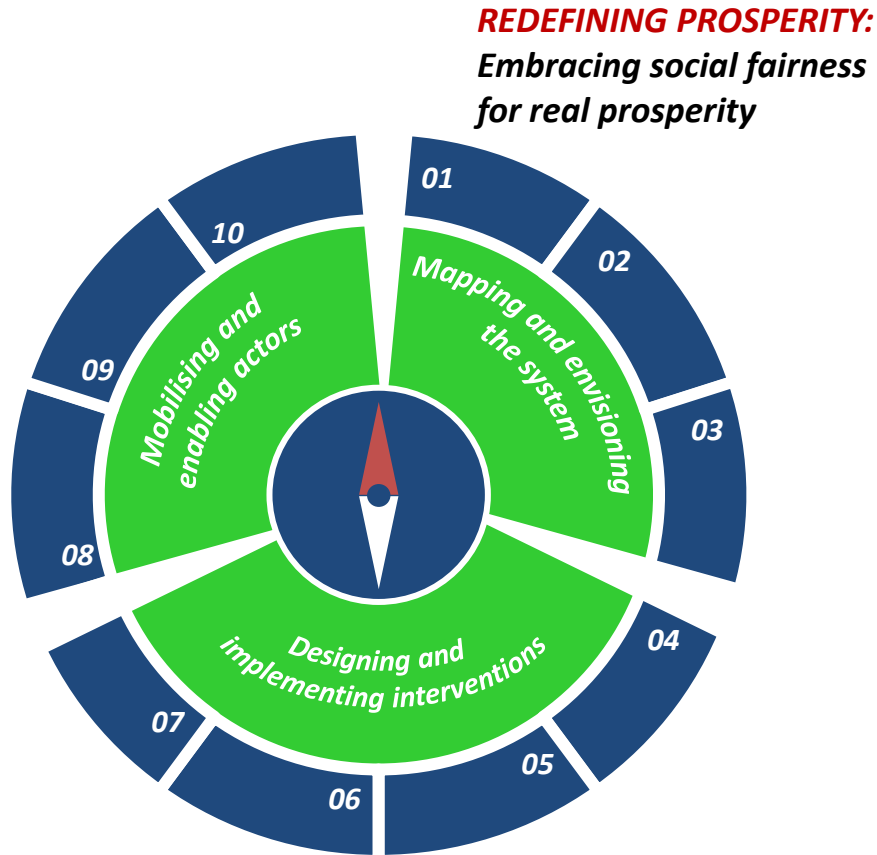 REDEFINING PROSPERITY:
Embracing social fairness
for real prosperity
01
02
03
04
05
06
07
08
09
10
Mapping and envisioning
the system
Designing and
implementing interventions
Mobilising and
enabling actors